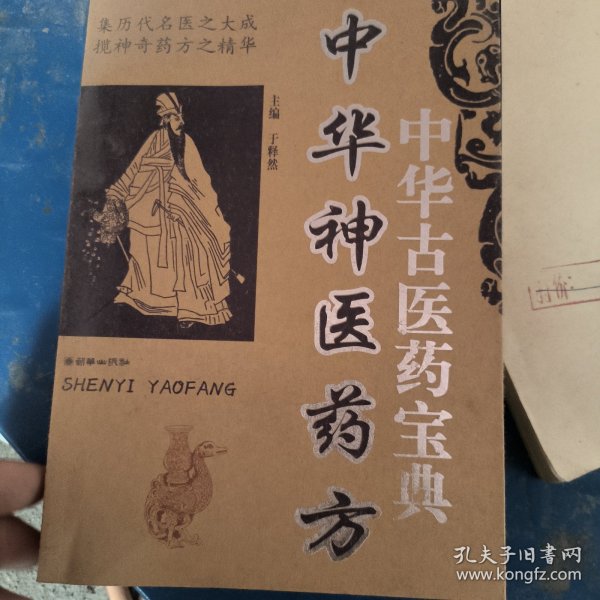 集历代名医之大成
揽神奇药方之精华
中华神医药方
中华古医药宝典
主编 于释然
SHENYI YAOFANG
孔夫子旧书网
www.kongfz.com